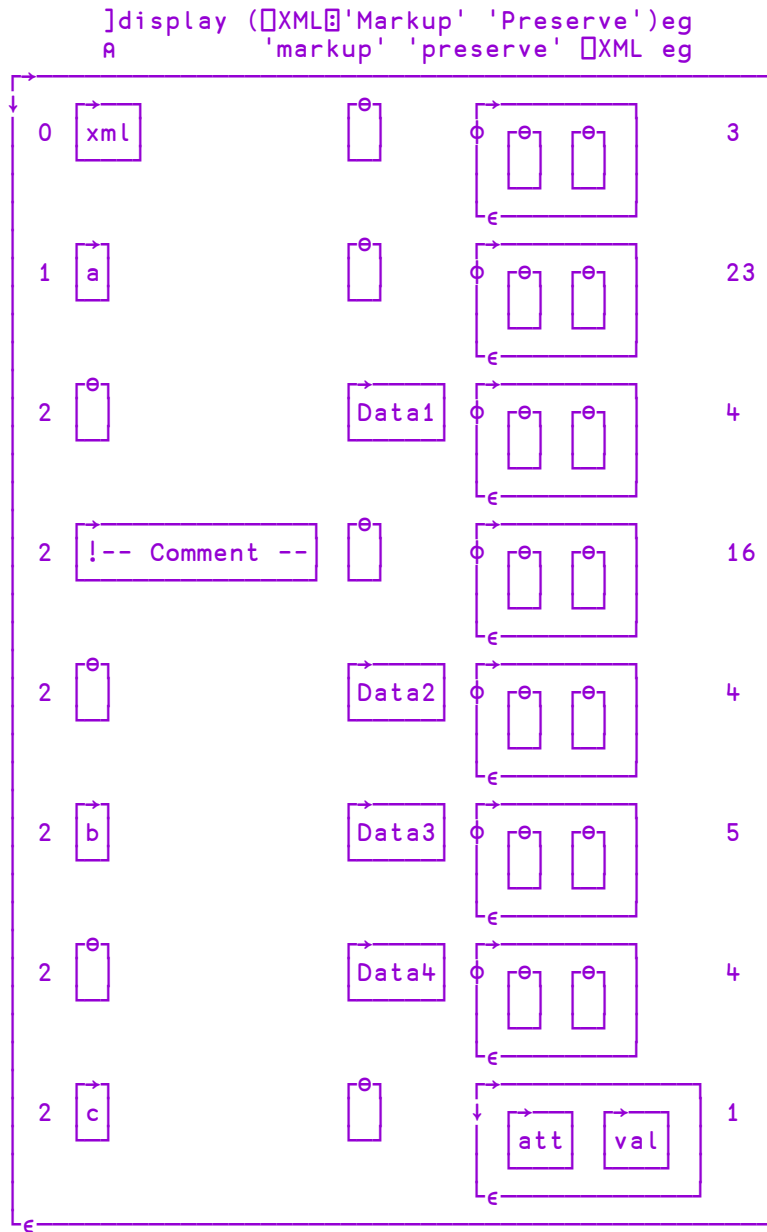 ]display (⎕XML⍠'Markup' 'Preserve')eg
⍝ 'markup' 'preserve' ⎕XML eg
┌→──────────────────────────────────────────────
↓   ┌→──┐            ┌⊖┐     ┌→────────┐
│ 0 │xml│            │ │     ⌽ ┌⊖┐ ┌⊖┐ │     3
│   └───┘            └─┘     │ │ │ │ │ │
│                            │ └─┘ └─┘ │
│                            └∊────────┘
│   ┌→┐              ┌⊖┐     ┌→────────┐
│ 1 │a│              │ │     ⌽ ┌⊖┐ ┌⊖┐ │     23
│   └─┘              └─┘     │ │ │ │ │ │
│                            │ └─┘ └─┘ │
│                            └∊────────┘
│   ┌⊖┐              ┌→────┐ ┌→────────┐
│ 2 │ │              │Data1│ ⌽ ┌⊖┐ ┌⊖┐ │     4
│   └─┘              └─────┘ │ │ │ │ │ │
│                            │ └─┘ └─┘ │
│                            └∊────────┘
│   ┌→─────────────┐ ┌⊖┐     ┌→────────┐
│ 2 │!-- Comment --│ │ │     ⌽ ┌⊖┐ ┌⊖┐ │     16
│   └──────────────┘ └─┘     │ │ │ │ │ │
│                            │ └─┘ └─┘ │
│                            └∊────────┘
│   ┌⊖┐              ┌→────┐ ┌→────────┐
│ 2 │ │              │Data2│ ⌽ ┌⊖┐ ┌⊖┐ │     4
│   └─┘              └─────┘ │ │ │ │ │ │
│                            │ └─┘ └─┘ │
│                            └∊────────┘
│   ┌→┐              ┌→────┐ ┌→────────┐
│ 2 │b│              │Data3│ ⌽ ┌⊖┐ ┌⊖┐ │     5
│   └─┘              └─────┘ │ │ │ │ │ │
│                            │ └─┘ └─┘ │
│                            └∊────────┘
│   ┌⊖┐              ┌→────┐ ┌→────────┐
│ 2 │ │              │Data4│ ⌽ ┌⊖┐ ┌⊖┐ │     4
│   └─┘              └─────┘ │ │ │ │ │ │
│                            │ └─┘ └─┘ │
│                            └∊────────┘
│   ┌→┐              ┌⊖┐     ┌→────────────┐
│ 2 │c│              │ │     ↓ ┌→──┐ ┌→──┐ │ 1
│   └─┘              └─┘     │ │att│ │val│ │
│                            │ └───┘ └───┘ │
│                            └∊────────────┘
└∊──────────────────────────────────────────────